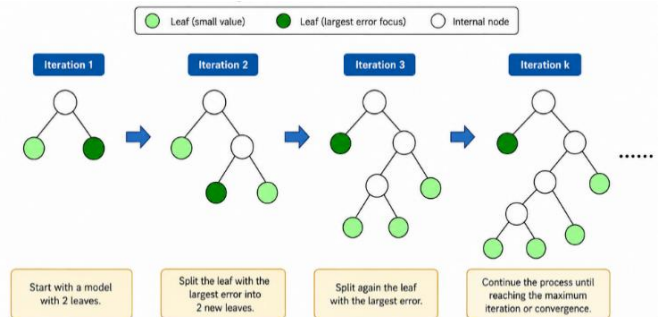 Leaf (small value) Leaf (largest error focus) Internal node
Iteration 1 Iteration 2 Iteration 3 Iteration k
......
Start with a model
with 2 leaves.
Split the leaf with the
largest error into
2 new leaves.
Split again the leaf
with the largest error.
Continue the process until
reaching the maximum
iteration or convergence.